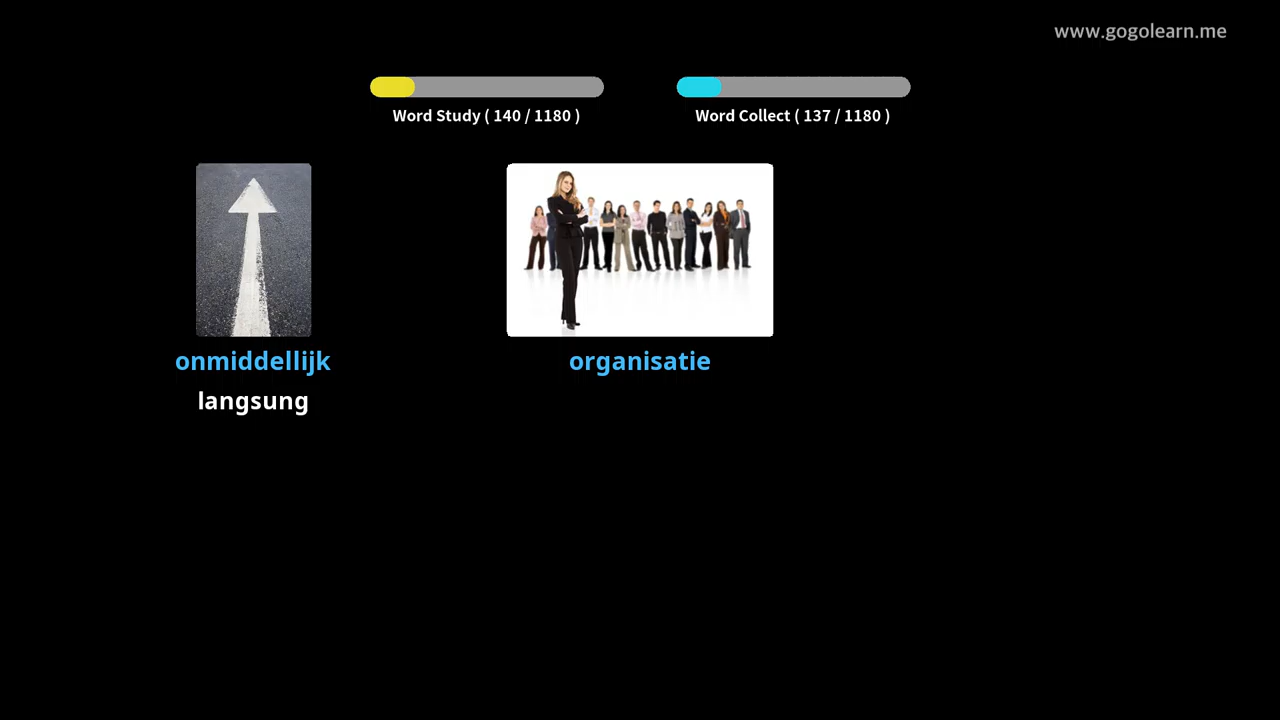 www.gogolearn.me
Word Study ( 140 / 1180 )
Word Collect ( 137 / 1180 )
onmiddellijk
organisatie
langsung